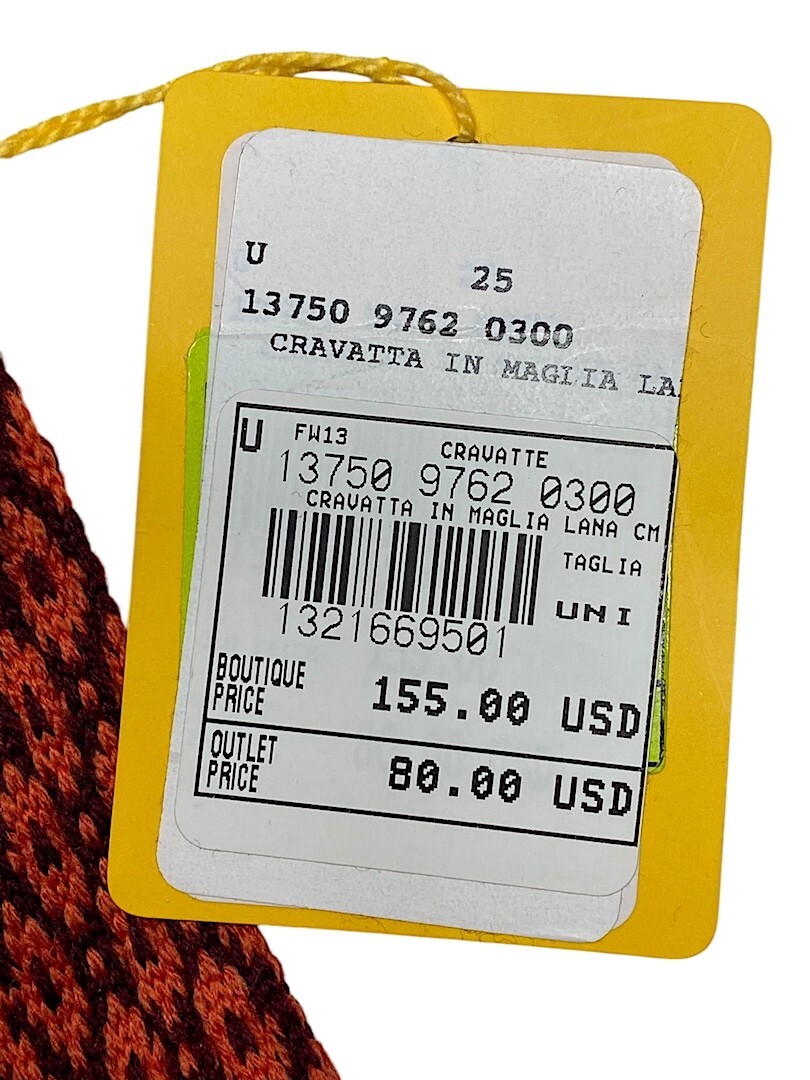 U
25
13750 9762 0300
CRAVATTA IN MAGLIA
U FW13 CRAVATTE
13750 9762 0300
CRAVATTA IN MAGLIA LANA CM
TAGLIA
UNI
1321669501
BOUTIQUE PRICE 155.00 USD
OUTLET PRICE 80.00 USD